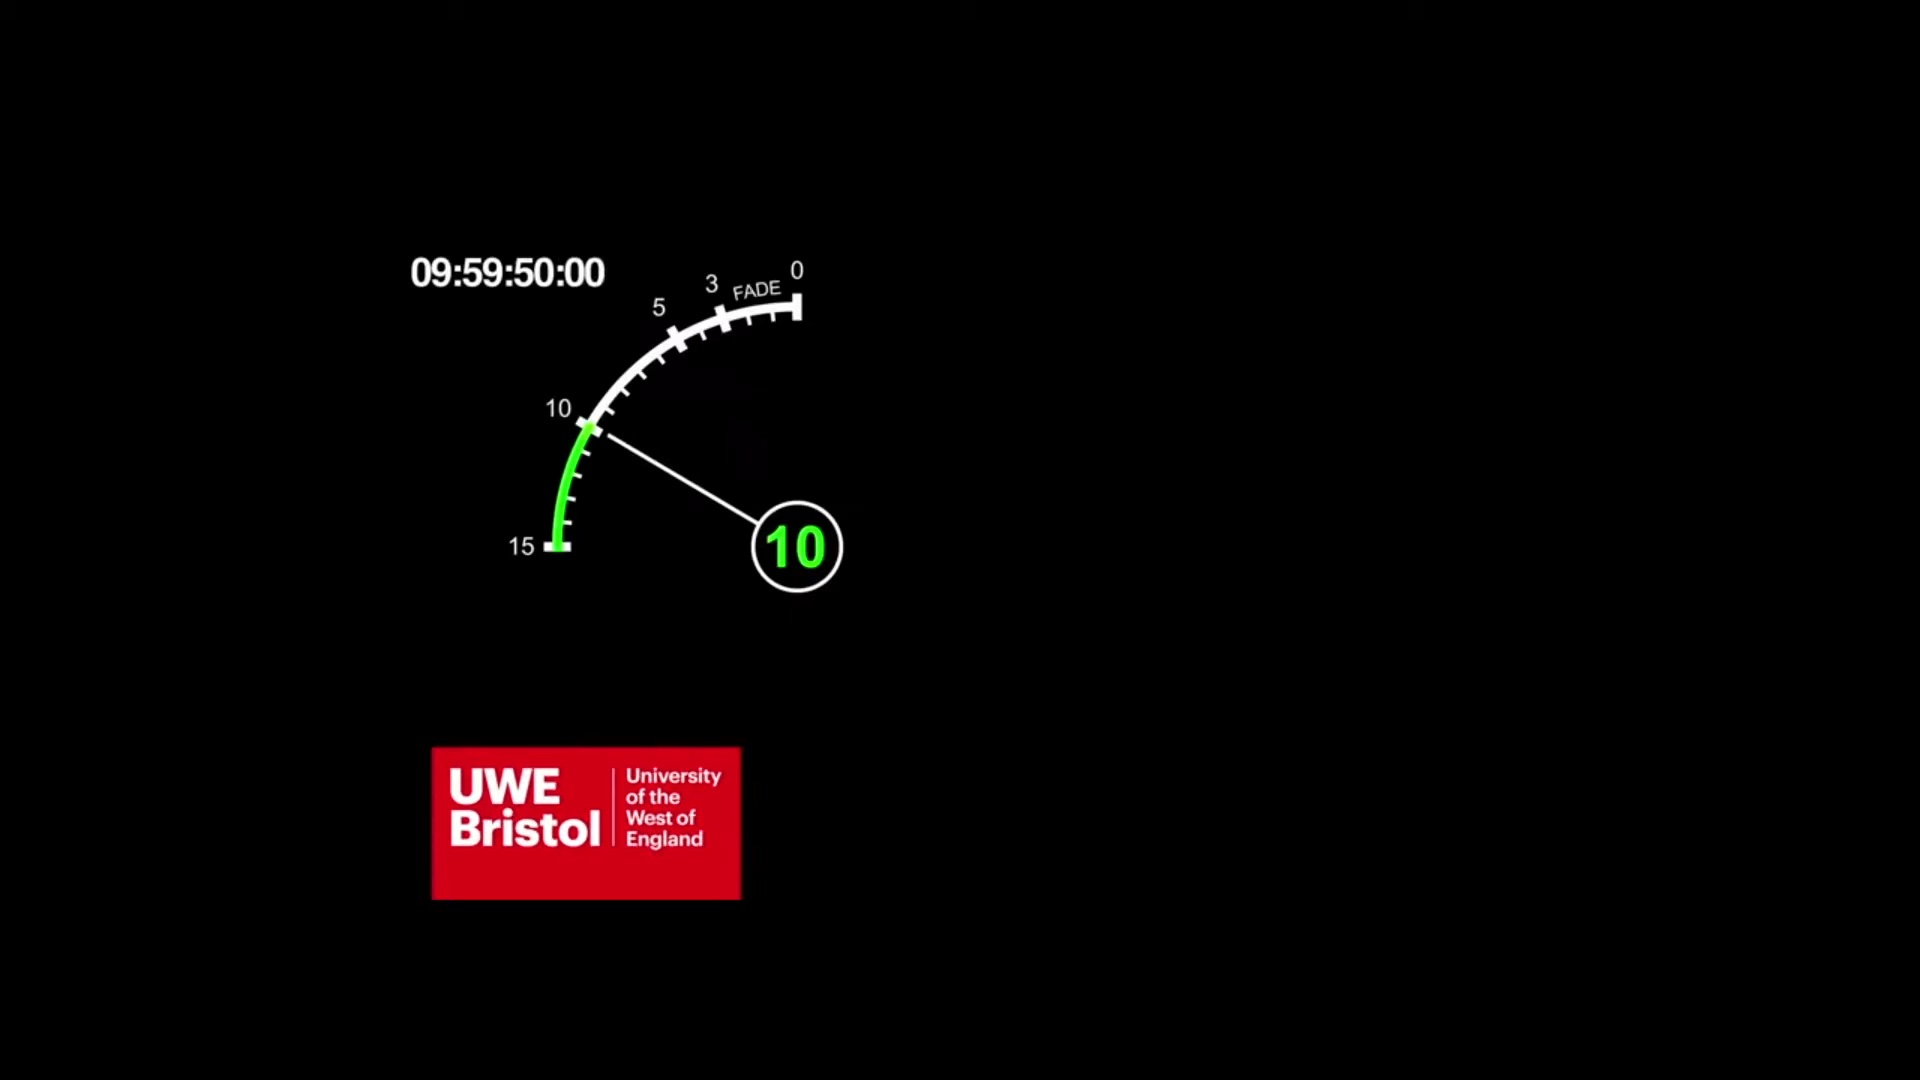 09:59:50:00
0
FADE
3
5
10
15
10
UWE
Bristol
University
of the
West of
England